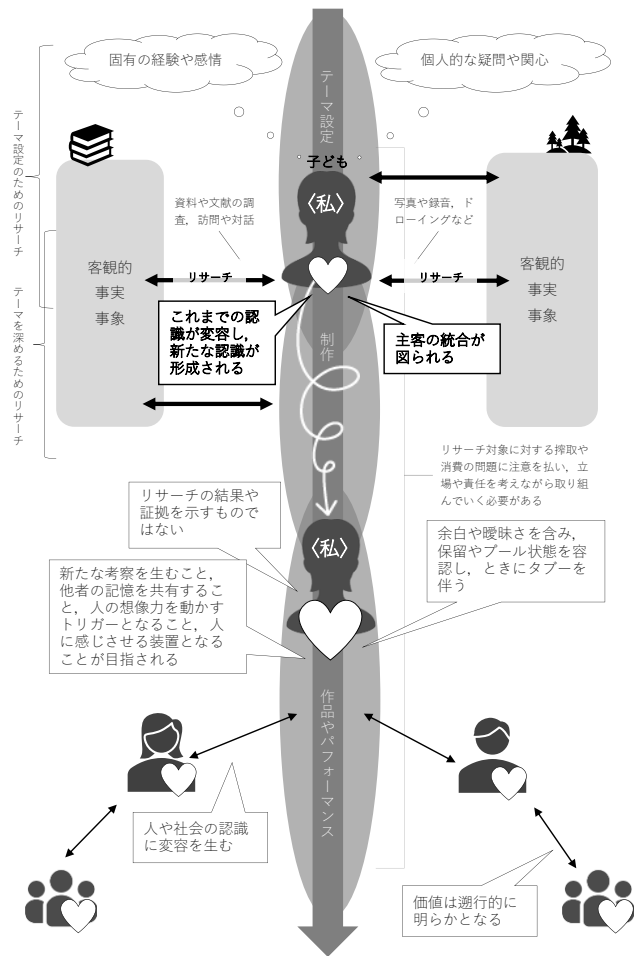 固有の経験や感情
個人的な疑問や関心
テーマ設定
テーマ設定のためのリサーチ
子ども
〈私〉
資料や文献の調
査，訪問や対話
写真や録音，ド
ローイングなど
客観的
事実
事象
客観的
事実
事象
リサーチ
リサーチ
テーマを深めるためのリサーチ
これまでの認
識が変容し，
新たな認識が
形成される
制作
主客の統合が
図られる
リサーチ対象に対する搾取や
消費の問題に注意を払い，立
場や責任を考えながら取り組
んでいく必要がある
リサーチの結果や
証拠を示すもので
はない
〈私〉
余白や曖昧さを含み，
保留やプール状態を容
認し，ときにタブーを
伴う
新たな考察を生むこと，
他者の記憶を共有するこ
と，人の想像力を動かす
トリガーとなること，人
に感じさせる装置となる
ことが目指される
作品やパフォーマンス
人や社会の認識
に変容を生む
価値は遡行的に
明らかとなる